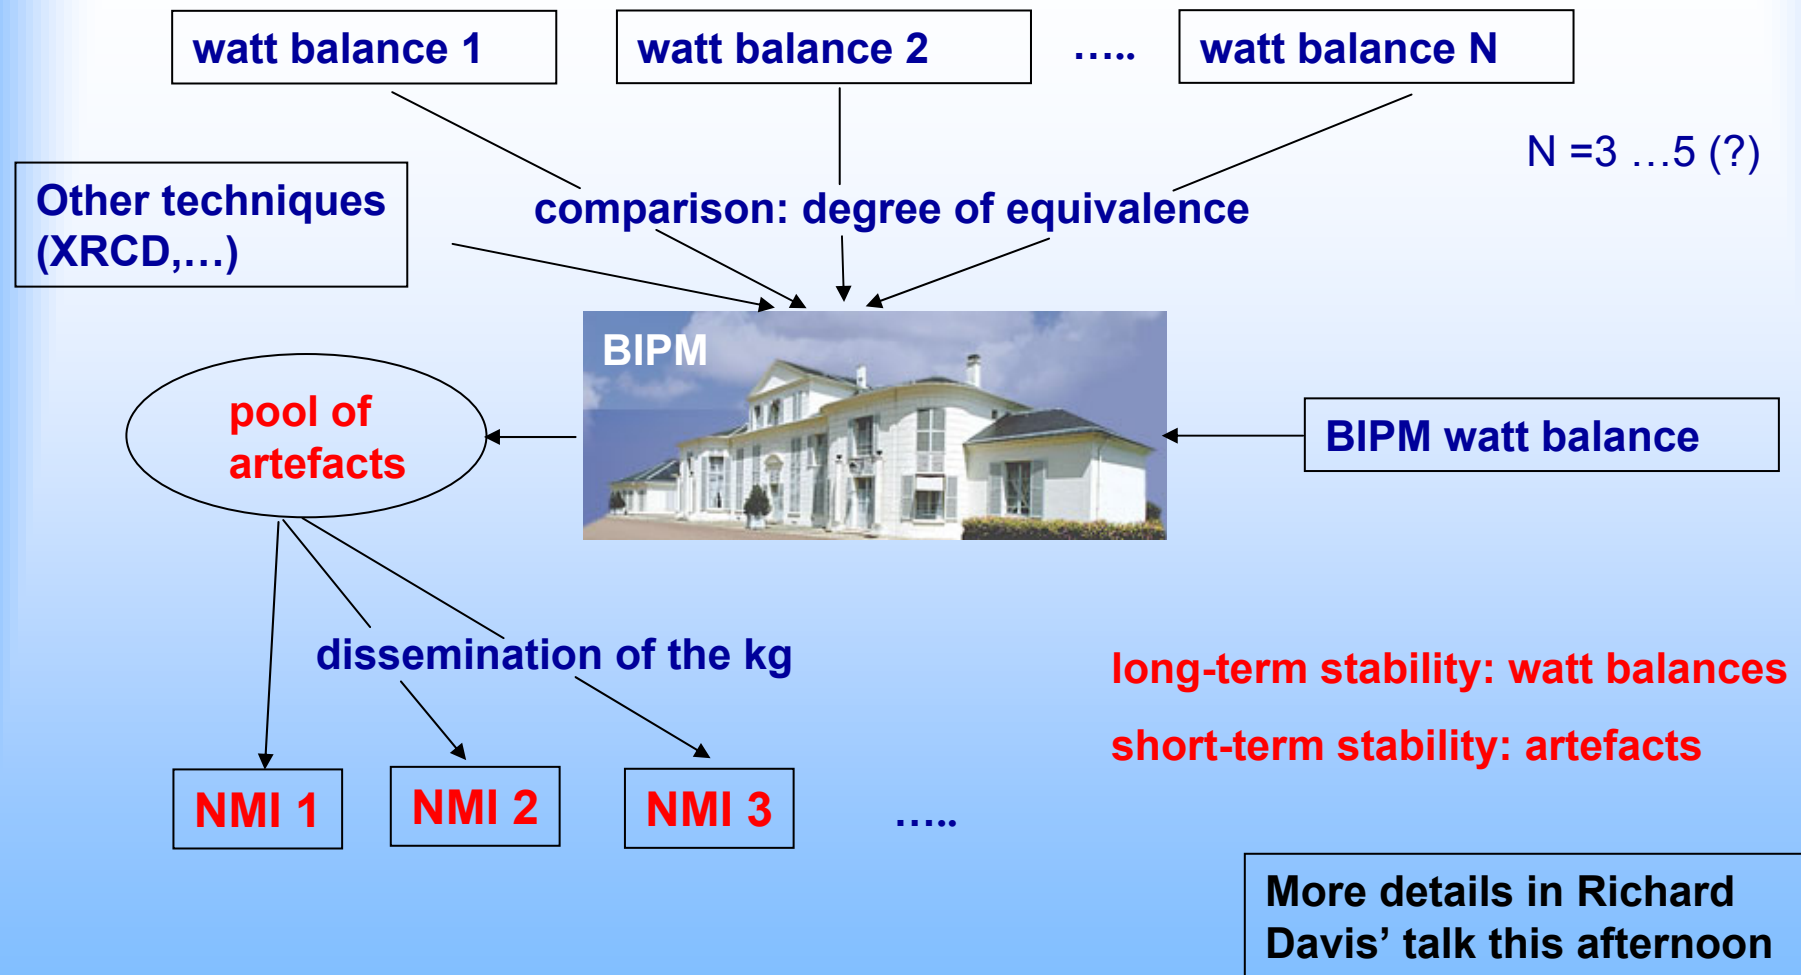 watt balance 1
watt balance 2
.....
watt balance N
N =3 ...5 (?)
Other techniques
(XRCD,...)
comparison: degree of equivalence
BIPM
pool of
artefacts
BIPM watt balance
dissemination of the kg
long-term stability: watt balances
short-term stability: artefacts
NMI 1
NMI 2
NMI 3
.....
More details in Richard
Davis’ talk this afternoon